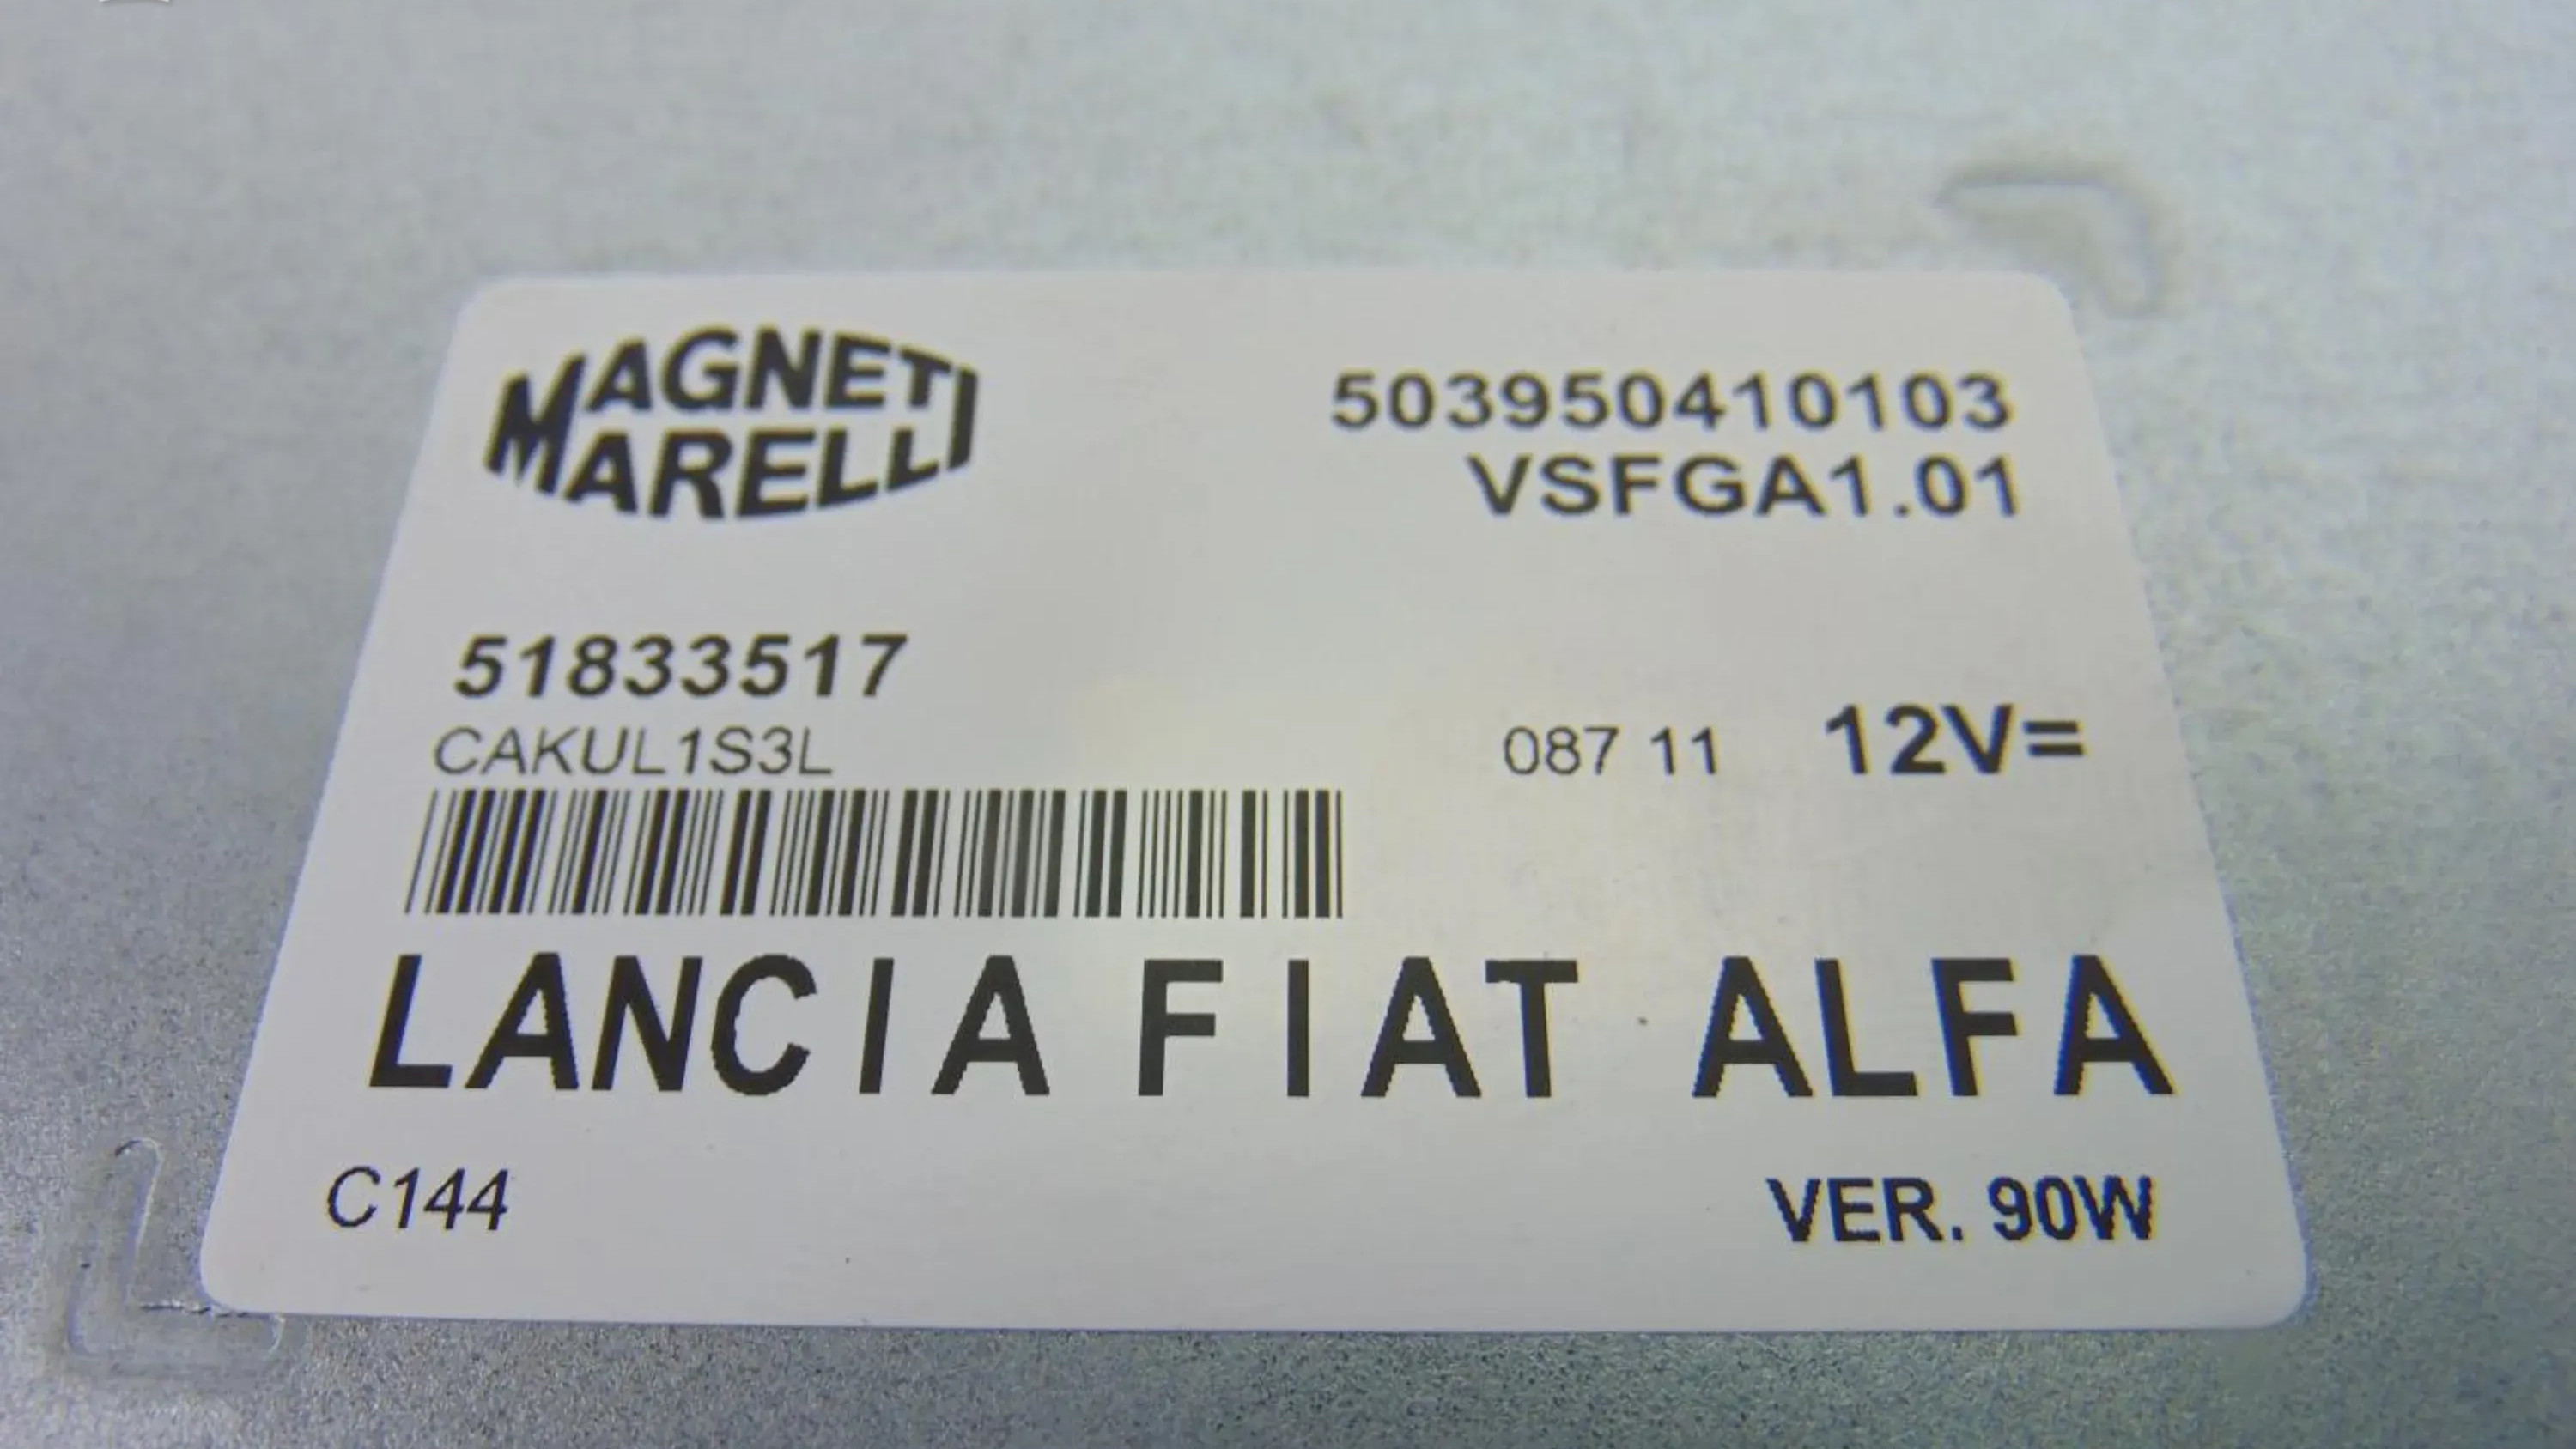 MAGNETI
MARELLI
503950410103
VSFGA1.01
51833517
CAKUL1S3L
087 11 12V=
LANCIA FIAT ALFA
C144
VER. 90W